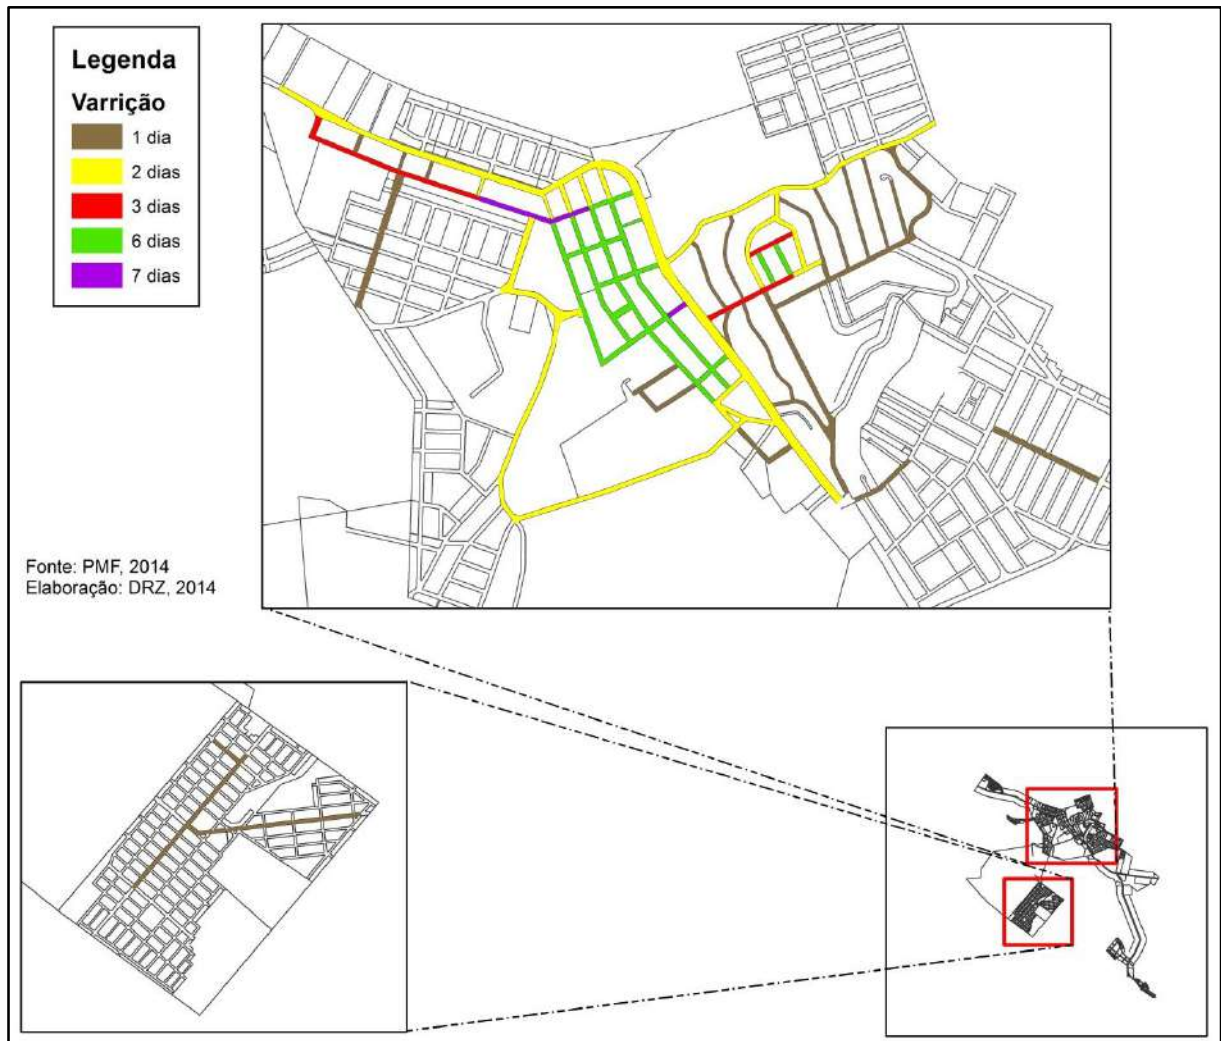 Legenda
Varrição
1 dia
2 dias
3 dias
6 dias
7 dias
Fonte: PMF, 2014
Elaboração: DRZ, 2014